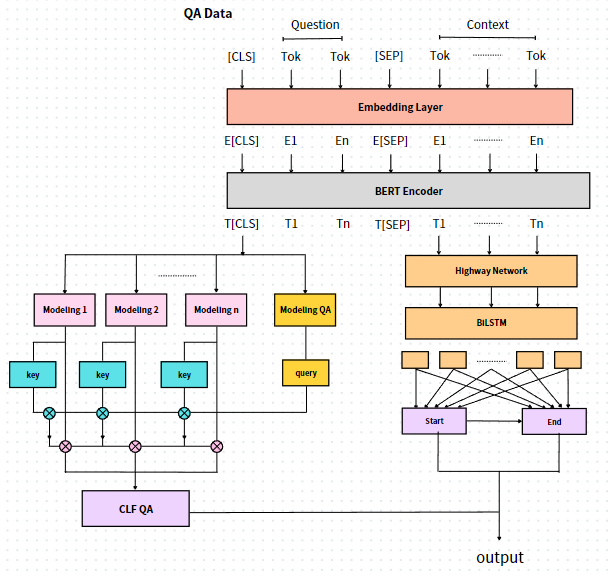 QA Data
Question Context
[CLS] Tok Tok [SEP] Tok ............ Tok
Embedding Layer
E[CLS] E1 En E[SEP] E1 ............ En
BERT Encoder
T[CLS] T1 Tn T[SEP] T1 ............ Tn
Highway Network
Modeling 1 Modeling 2 ............ Modeling n Modeling QA
BiLSTM
key key key query
............
Start End
CLF QA
output